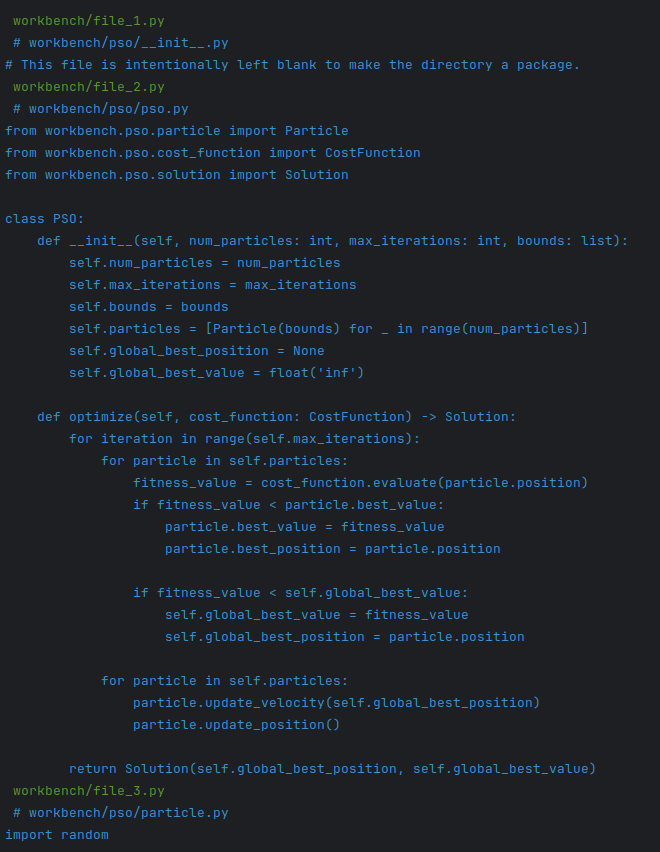 workbench/file_1.py
# workbench/pso/__init__.py
# This file is intentionally left blank to make the directory a package.
workbench/file_2.py
# workbench/pso/pso.py
from workbench.pso.particle import Particle
from workbench.pso.cost_function import CostFunction
from workbench.pso.solution import Solution

class PSO:
    def __init__(self, num_particles: int, max_iterations: int, bounds: list):
        self.num_particles = num_particles
        self.max_iterations = max_iterations
        self.bounds = bounds
        self.particles = [Particle(bounds) for _ in range(num_particles)]
        self.global_best_position = None
        self.global_best_value = float('inf')

    def optimize(self, cost_function: CostFunction) -> Solution:
        for iteration in range(self.max_iterations):
            for particle in self.particles:
                fitness_value = cost_function.evaluate(particle.position)
                if fitness_value < particle.best_value:
                    particle.best_value = fitness_value
                    particle.best_position = particle.position

                if fitness_value < self.global_best_value:
                    self.global_best_value = fitness_value
                    self.global_best_position = particle.position

            for particle in self.particles:
                particle.update_velocity(self.global_best_position)
                particle.update_position()

        return Solution(self.global_best_position, self.global_best_value)
workbench/file_3.py
# workbench/pso/particle.py
import random